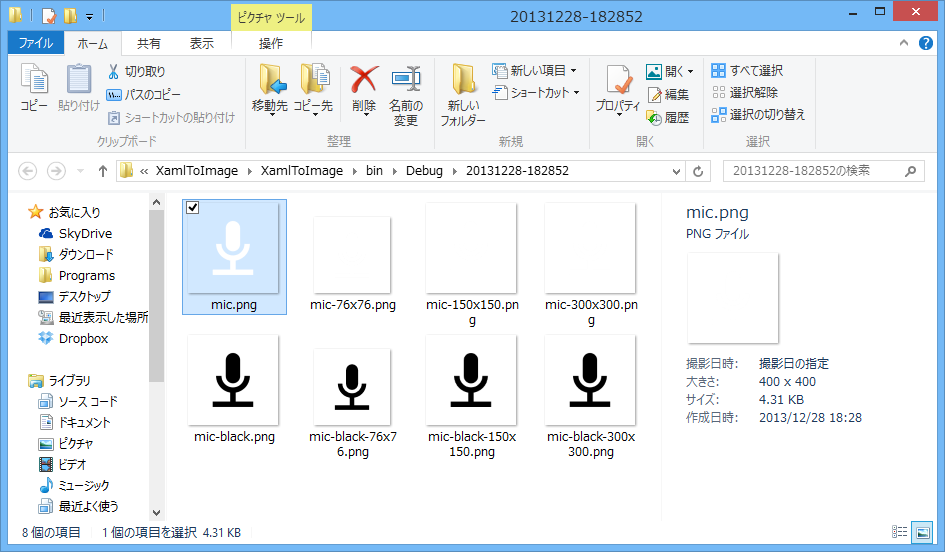 ピクチャ ツール
20131228-182852
ファイル
ホーム
共有
表示
操作
コピー
貼り付け
切り取り
パスのコピー
ショートカットの貼り付け
クリップボード
移動先
コピー先
削除
名前の
変更
整理
新しい
フォルダー
新しい項目
ショートカット
新規
プロパティ
開く
編集
履歴
開く
すべて選択
選択解除
選択の切り替え
選択
« XamlToImage XamlToImage bin Debug 20131228-182852
20131228-182852の検索
お気に入り
SkyDrive
ダウンロード
Programs
デスクトップ
最近表示した場所
Dropbox
ライブラリ
ソース コード
ドキュメント
ピクチャ
ビデオ
ミュージック
最近よく使う
mic.png
mic-76x76.png
mic-150x150.pn
g
mic-300x300.pn
g
mic-black.png
mic-black-76x7
6.png
mic-black-150x
150.png
mic-black-300x
300.png
mic.png
PNG ファイル
撮影日時: 撮影日の指定
大きさ: 400 x 400
サイズ: 4.31 KB
作成日時: 2013/12/28 18:28
8 個の項目 1 個の項目を選択 4.31 KB